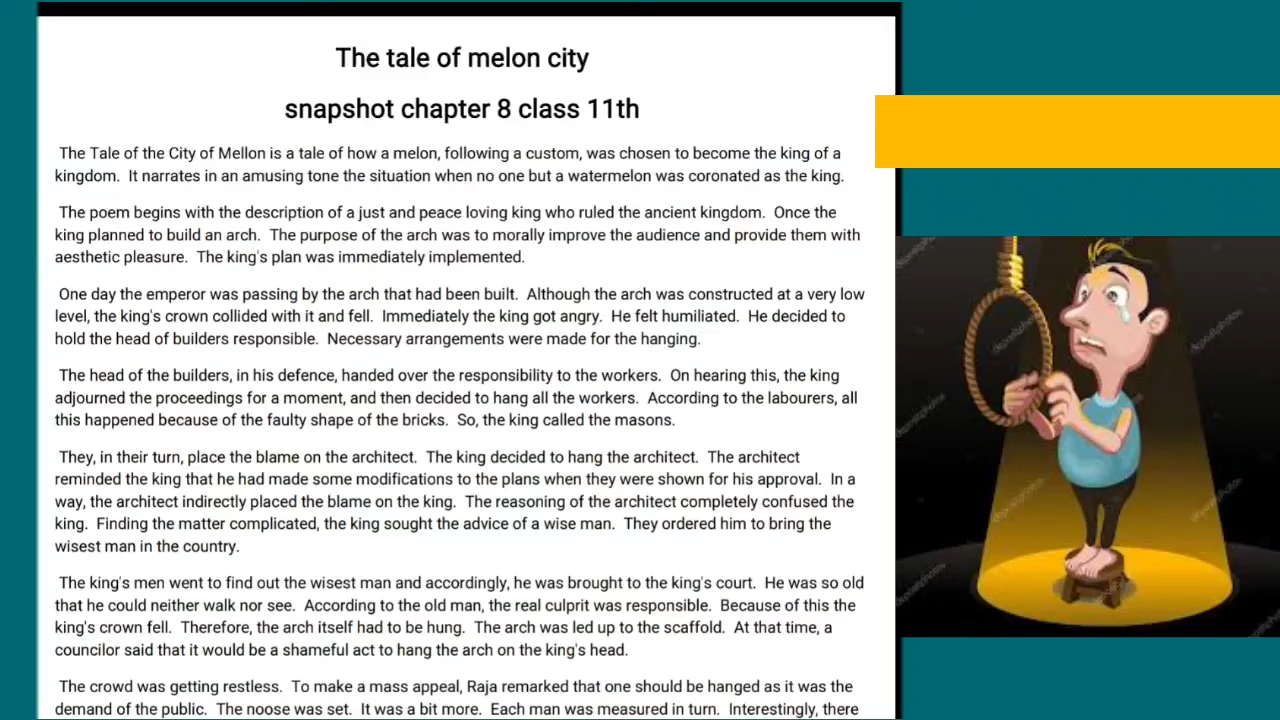 The tale of melon city
snapshot chapter 8 class 11th
The Tale of the City of Mellon is a tale of how a melon, following a custom, was chosen to become the king of a
kingdom. It narrates in an amusing tone the situation when no one but a watermelon was coronated as the king.
The poem begins with the description of a just and peace loving king who ruled the ancient kingdom. Once the
king planned to build an arch. The purpose of the arch was to morally improve the audience and provide them with
aesthetic pleasure. The king's plan was immediately implemented.
One day the emperor was passing by the arch that had been built. Although the arch was constructed at a very low
level, the king's crown collided with it and fell. Immediately the king got angry. He felt humiliated. He decided to
hold the head of builders responsible. Necessary arrangements were made for the hanging.
The head of the builders, in his defence, handed over the responsibility to the workers. On hearing this, the king
adjourned the proceedings for a moment, and then decided to hang all the workers. According to the labourers, all
this happened because of the faulty shape of the bricks. So, the king called the masons.
They, in their turn, place the blame on the architect. The king decided to hang the architect. The architect
reminded the king that he had made some modifications to the plans when they were shown for his approval. In a
way, the architect indirectly placed the blame on the king. The reasoning of the architect completely confused the
king. Finding the matter complicated, the king sought the advice of a wise man. They ordered him to bring the
wisest man in the country.
The king's men went to find out the wisest man and accordingly, he was brought to the king's court. He was so old
that he could neither walk nor see. According to the old man, the real culprit was responsible. Because of this the
king's crown fell. Therefore, the arch itself had to be hung. The arch was led up to the scaffold. At that time, a
councilor said that it would be a shameful act to hang the arch on the king's head.
The crowd was getting restless. To make a mass appeal, Raja remarked that one should be hanged as it was the
demand of the public. The noose was set. It was a bit more. Each man was measured in turn. Interestingly, there
depositphotos
depositphotos
depositphotos
depositphotos
depositphotos
depositphotos